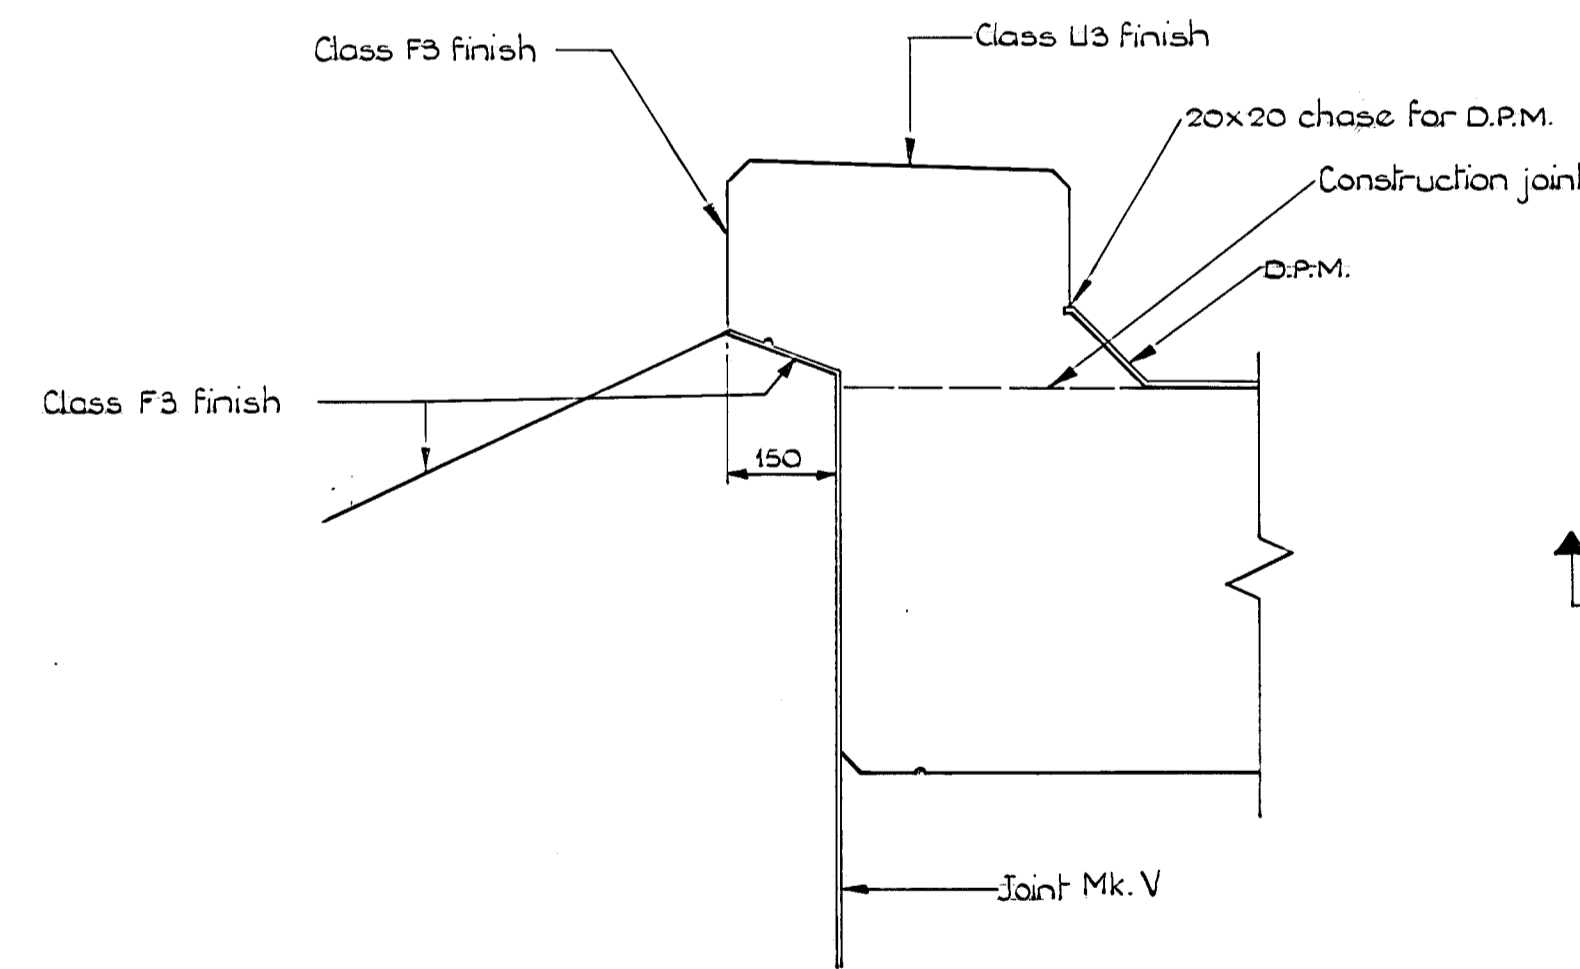 Class F3 finish
Class U3 finish
20x20 chase for D.P.M.
Construction joint
D.P.M.
Class F3 finish
150
Joint Mk. V